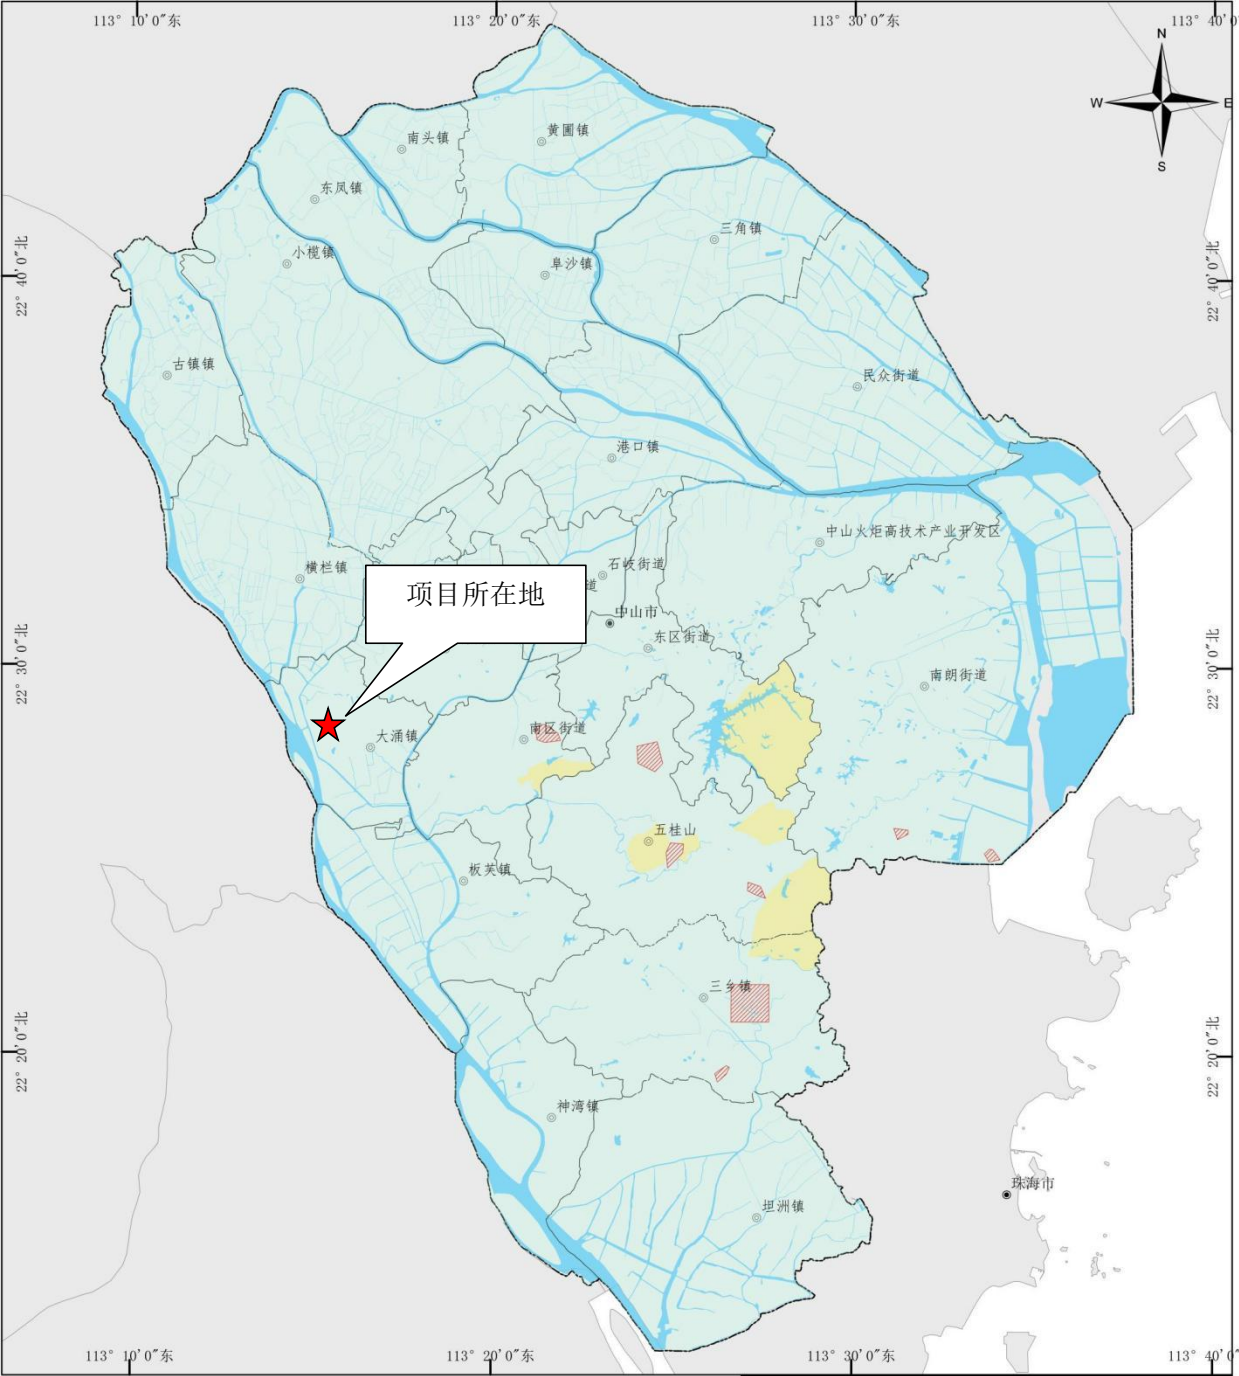 113° 10′0″东
113° 20′0″东
113° 30′0″东
113° 40′0
N
W
E
S
黄圃镇
南头镇
东凤镇
三角镇
小榄镇
阜沙镇
22° 40′0″北
22° 40′0″北
古镇镇
民众街道
港口镇
中山火炬高技术产业开发区
石岐街道
横栏镇
道
项目所在地
中山市
东区街道
22° 30′0″北
22° 30′0″北
南朗街道
南区街道
大涌镇
五桂山
板芙镇
三乡镇
22° 20′0″北
22° 20′0″北
神湾镇
珠海市
坦洲镇
113° 10′0″东
113° 20′0″东
113° 30′0″东
113° 40′0″